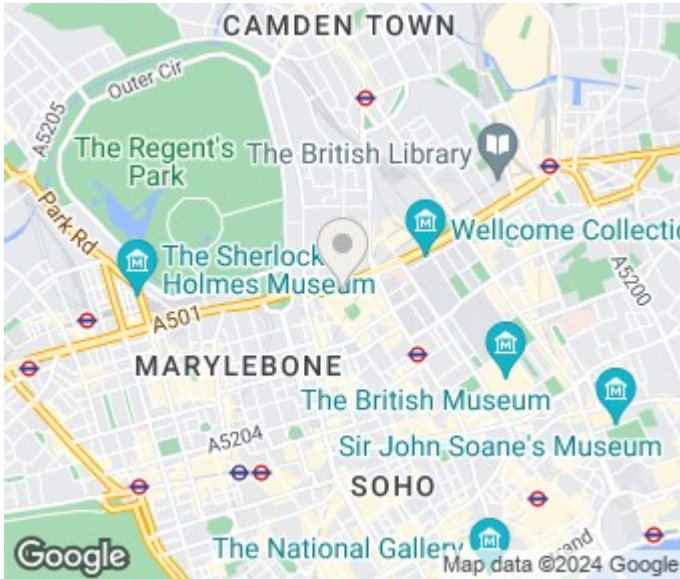 CAMDEN TOWN
Outer Cir
A5205
The Regent's
Park
The British Library
Park Rd
Wellcome Collectio
The Sherlock
Holmes Museum
A5200
A501
MARYLEBONE
The British Museum
A5204
Sir John Soane's Museum
SOHO
The National Gallery
and
Google
Map data ©2024 Google